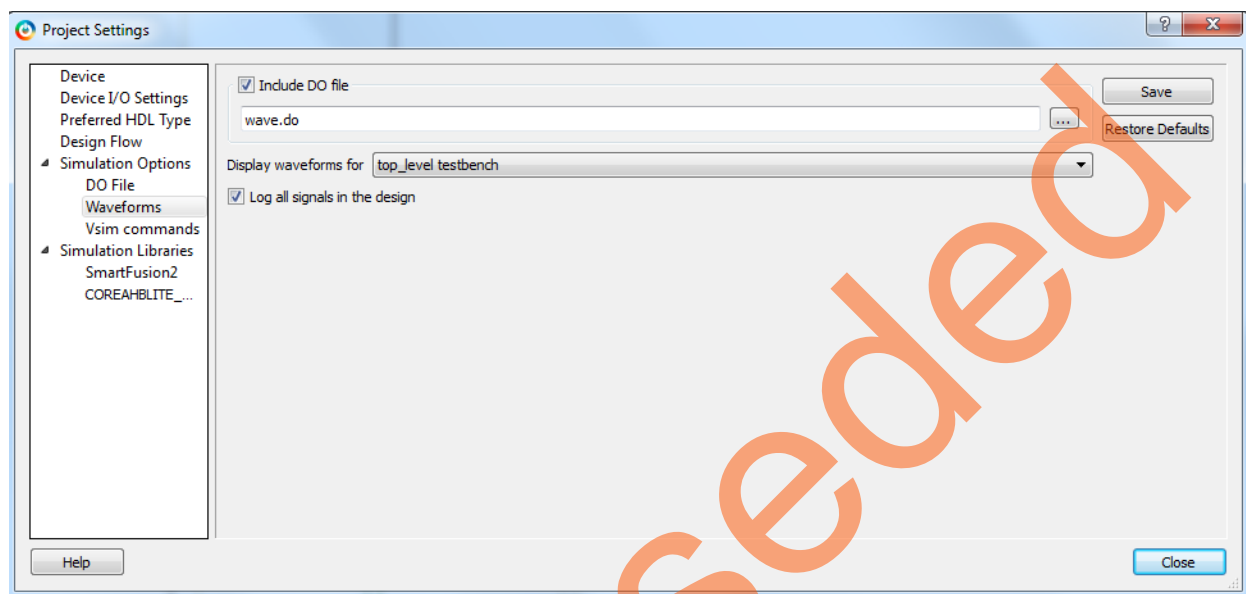 Project Settings
Device
Device I/O Settings
Preferred HDL Type
Design Flow
Simulation Options
DO File
Waveforms
Vsim commands
Simulation Libraries
SmartFusion2
COREAHBLITE_...
Include DO file
wave.do
...
Save
Restore Defaults
Display waveforms for top_level testbench
Log all signals in the design
Help
Close
seded